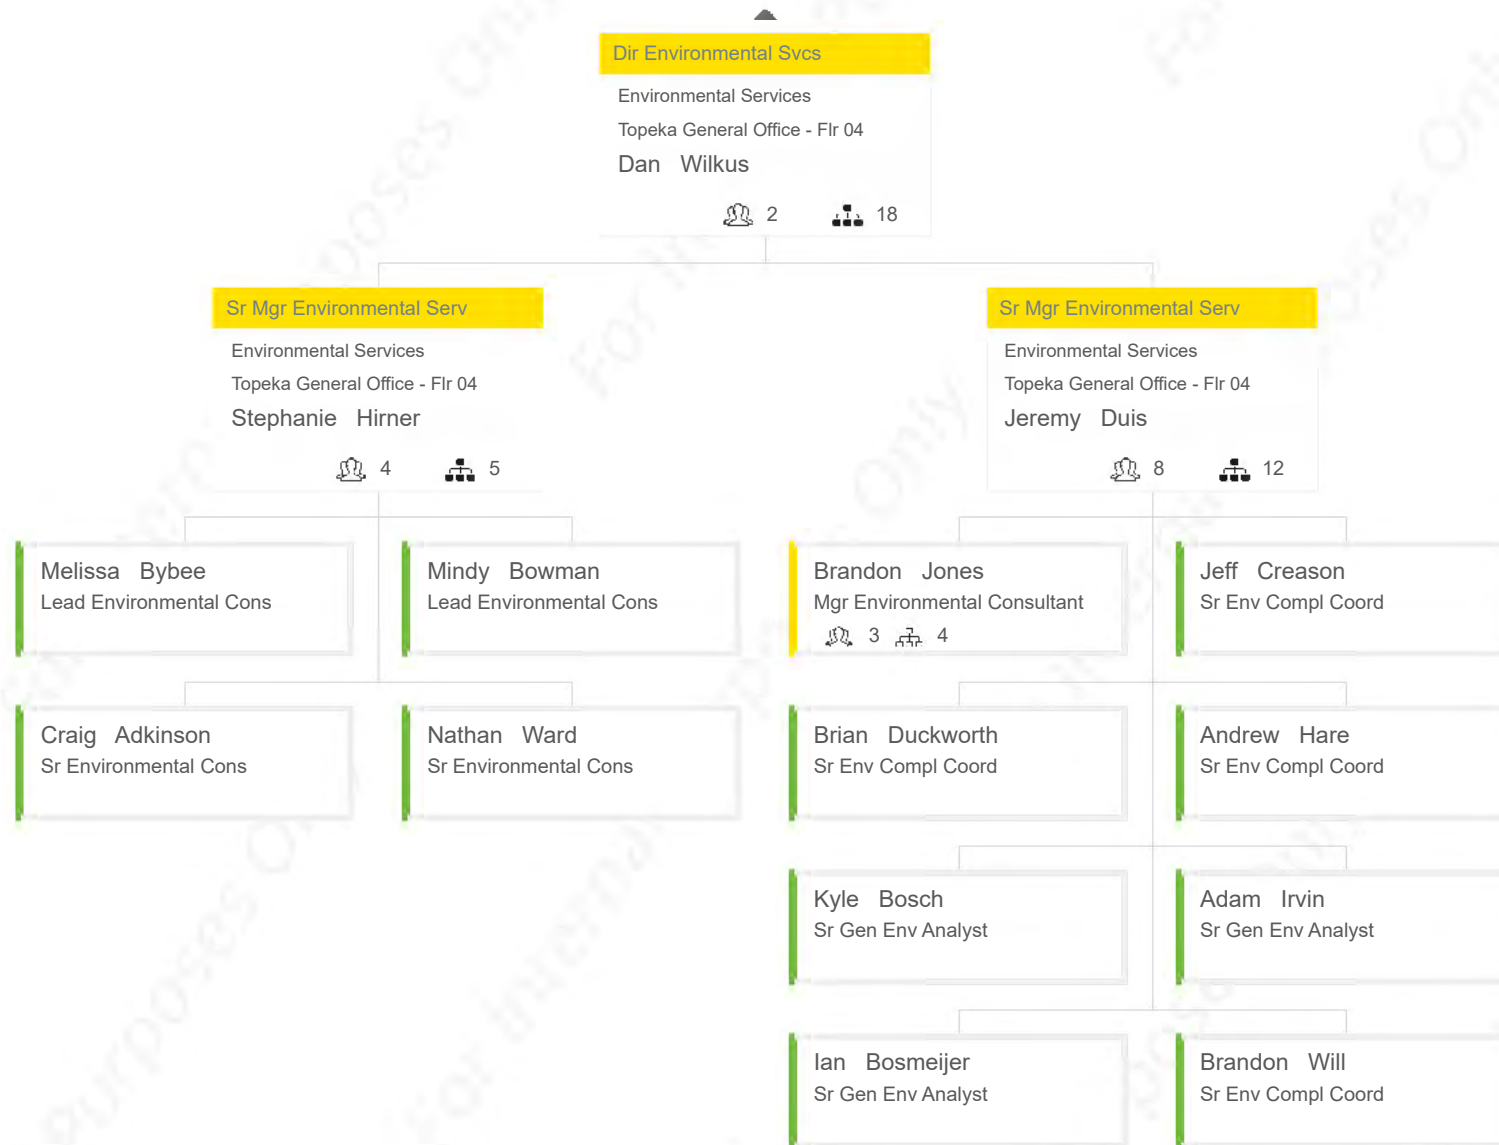 Dir Environmental Svcs
Environmental Services
Topeka General Office - Flr 04
Dan Wilkus
2 18
Sr Mgr Environmental Serv
Environmental Services
Topeka General Office - Flr 04
Stephanie Hirner
4 5
Sr Mgr Environmental Serv
Environmental Services
Topeka General Office - Flr 04
Jeremy Duis
8 12
Melissa Bybee
Lead Environmental Cons
Mindy Bowman
Lead Environmental Cons
Brandon Jones
Mgr Environmental Consultant
3 4
Jeff Creason
Sr Env Compl Coord
Craig Adkinson
Sr Environmental Cons
Nathan Ward
Sr Environmental Cons
Brian Duckworth
Sr Env Compl Coord
Andrew Hare
Sr Env Compl Coord
Kyle Bosch
Sr Gen Env Analyst
Adam Irvin
Sr Gen Env Analyst
Ian Bosmeijer
Sr Gen Env Analyst
Brandon Will
Sr Env Compl Coord